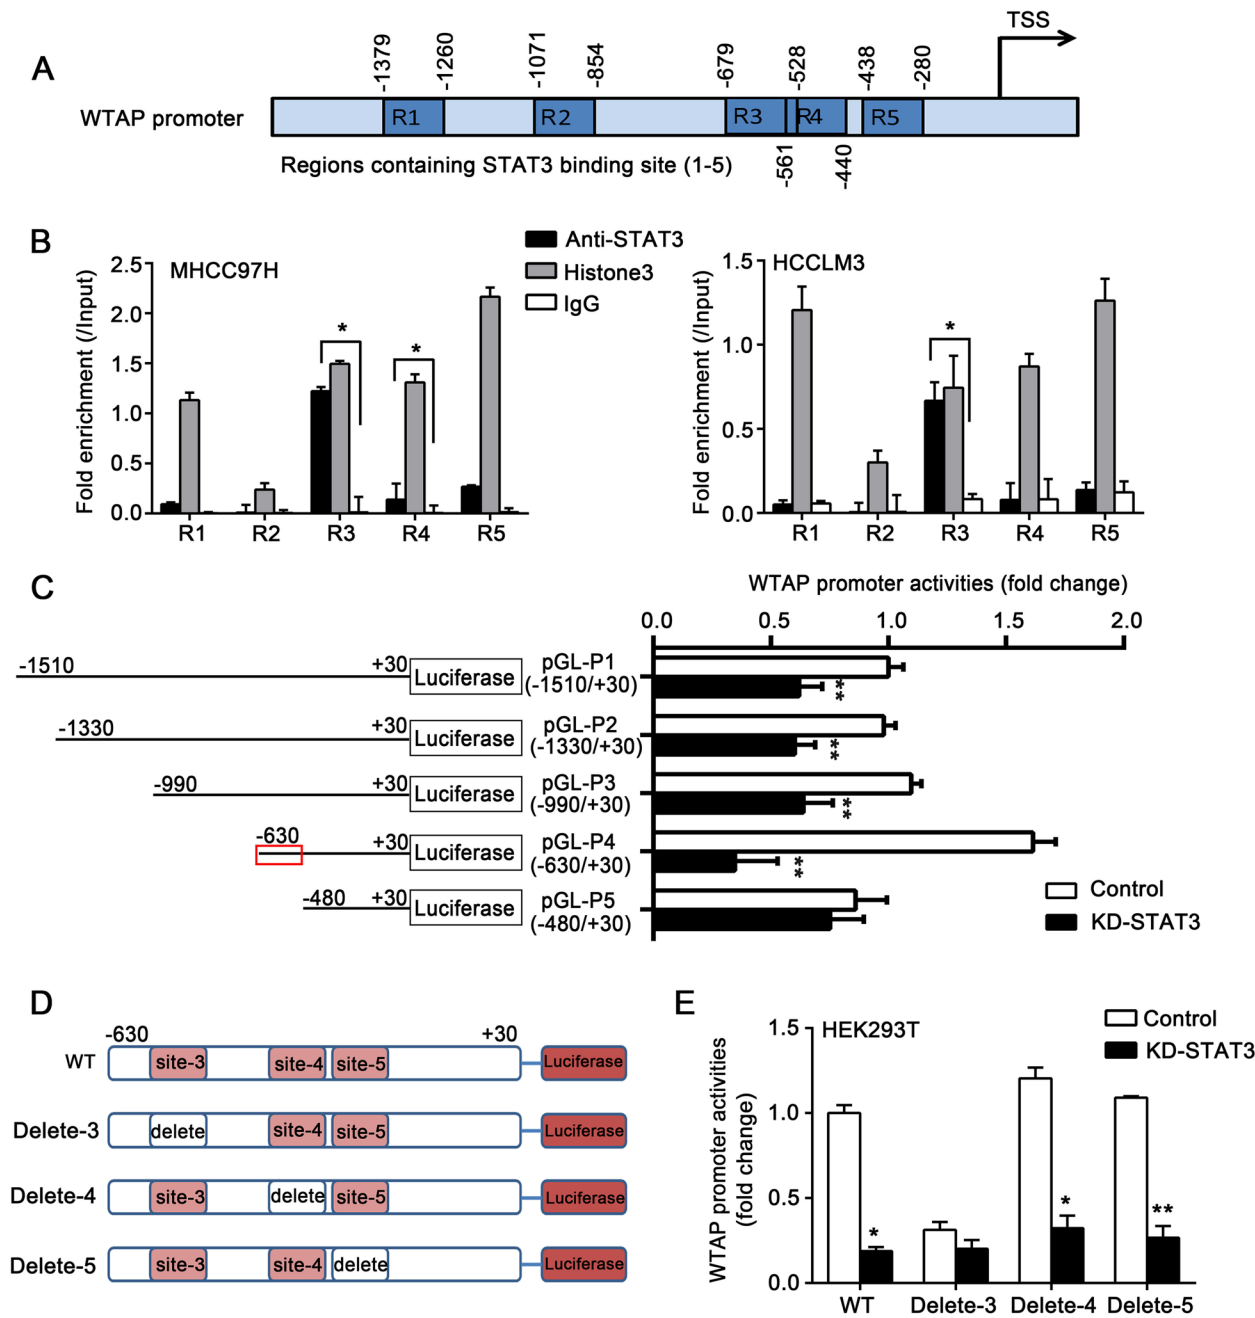 A
TSS
-1379
-1260
-1071
-854
-679
-528
-438
-280
WTAP promoter
R1
R2
R3
R4
R5
-561
-440
Regions containing STAT3 binding site (1-5)
B
Anti-STAT3
Histone3
IgG
MHCC97H
Fold enrichment (/Input)
2.5
2.0
1.5
1.0
0.5
0.0
*
*
R1 R2 R3 R4 R5
HCCLM3
Fold enrichment (/Input)
1.5
1.0
0.5
0.0
*
R1 R2 R3 R4 R5
C
WTAP promoter activities (fold change)
0.0 0.5 1.0 1.5 2.0
-1510 +30 Luciferase
pGL-P1
(-1510/+30)
**
-1330 +30 Luciferase
pGL-P2
(-1330/+30)
**
-990 +30 Luciferase
pGL-P3
(-990/+30)
**
-630 +30 Luciferase
pGL-P4
(-630/+30)
**
-480 +30 Luciferase
pGL-P5
(-480/+30)
Control
KD-STAT3
D
-630 +30
WT site-3 site-4 site-5 Luciferase
Delete-3 delete site-4 site-5 Luciferase
Delete-4 site-3 delete site-5 Luciferase
Delete-5 site-3 site-4 delete Luciferase
E
HEK293T
Control
KD-STAT3
WTAP promoter activities
(fold change)
1.5
1.0
0.5
0.0
*
*
**
WT Delete-3 Delete-4 Delete-5